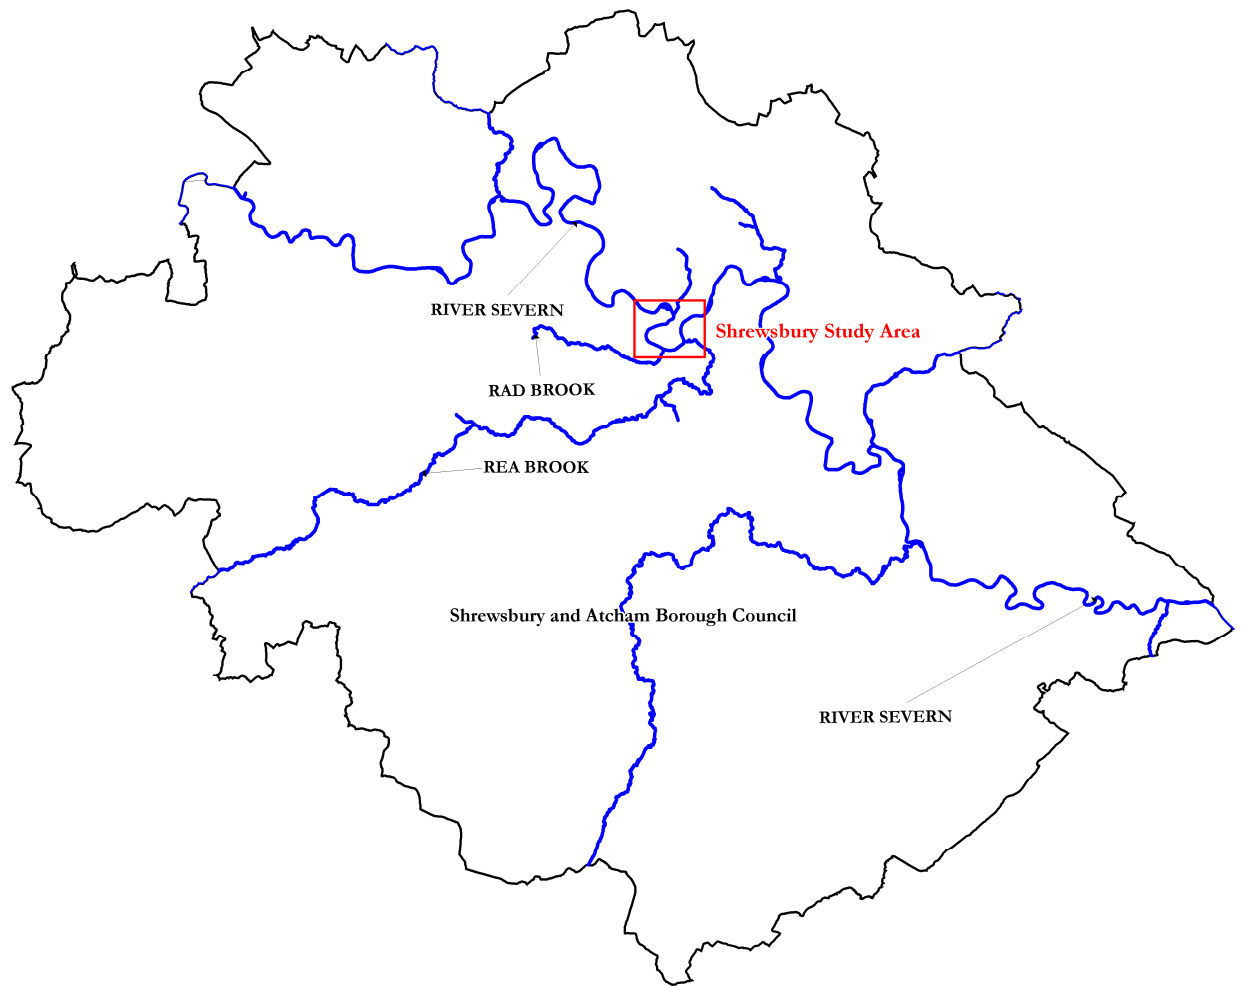 RIVER SEVERN
Shrewsbury Study Area
RAD BROOK
REA BROOK
Shrewsbury and Atcham Borough Council
RIVER SEVERN